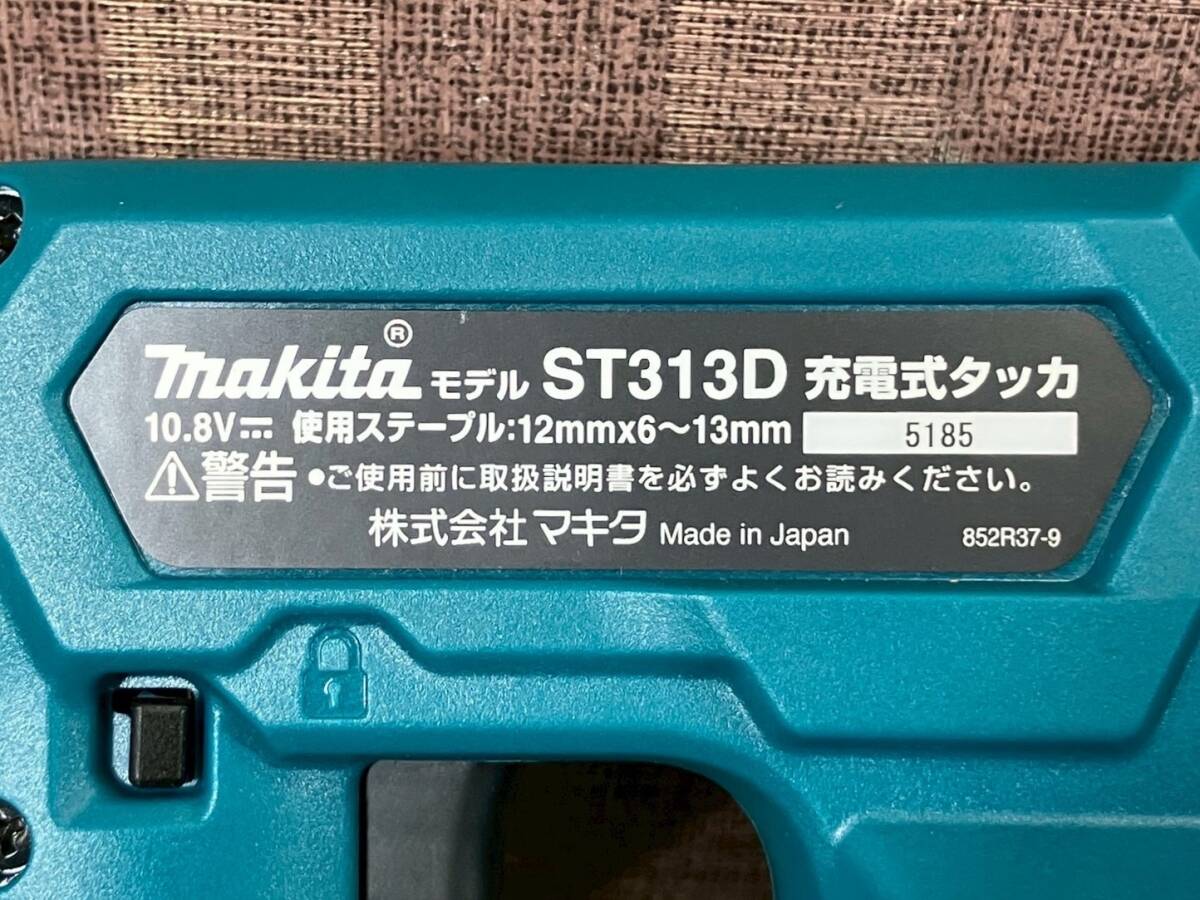 makita® モデル ST313D 充電式タッカ
10.8V⎓ 使用ステープル:12mmx6～13mm 5185
⚠警告 ●ご使用前に取扱説明書を必ずよくお読みください。
株式会社マキタ Made in Japan 852R37-9